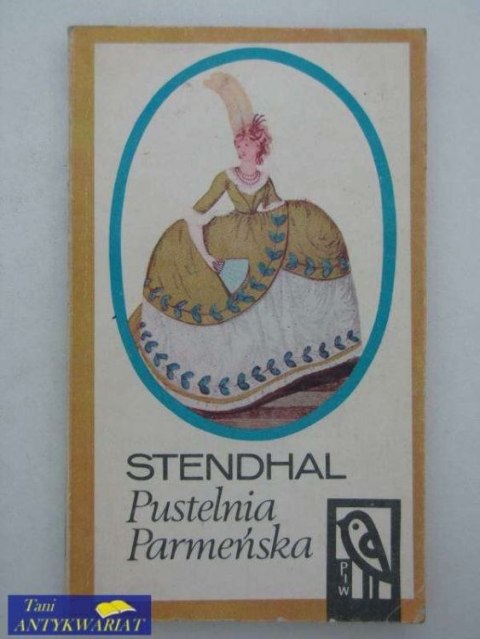 STENDHAL
Pustelnia
Parmeńska
PIW
Tani
ANTYKWARIAT